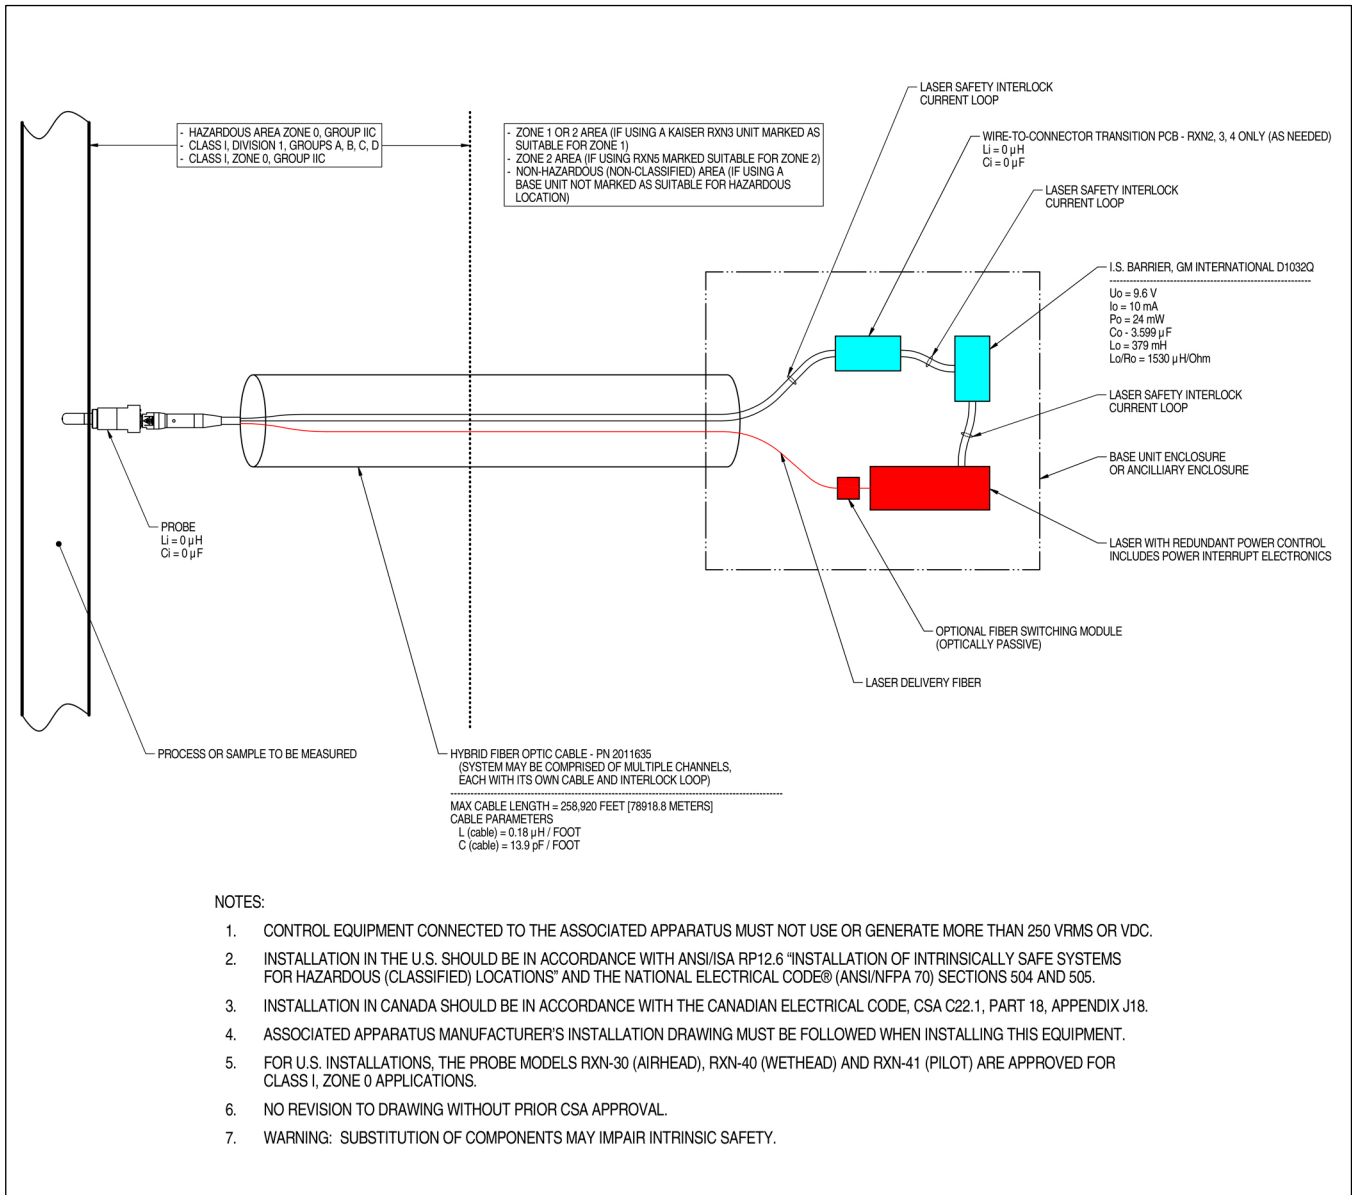 - HAZARDOUS AREA ZONE 0, GROUP IIC
- CLASS I, DIVISION 1, GROUPS A, B, C, D
- CLASS I, ZONE 0, GROUP IIC
- ZONE 1 OR 2 AREA (IF USING A KAISER RXN3 UNIT MARKED AS
SUITABLE FOR ZONE 1)
- ZONE 2 AREA (IF USING RXN5 MARKED SUITABLE FOR ZONE 2)
- NON-HAZARDOUS (NON-CLASSIFIED) AREA (IF USING A
BASE UNIT NOT MARKED AS SUITABLE FOR HAZARDOUS
LOCATION)
LASER SAFETY INTERLOCK
CURRENT LOOP
WIRE-TO-CONNECTOR TRANSITION PCB - RXN2, 3, 4 ONLY (AS NEEDED)
Li = 0 µH
Ci = 0 µF
LASER SAFETY INTERLOCK
CURRENT LOOP
I.S. BARRIER, GM INTERNATIONAL D1032Q
Uo = 9.6 V
Io = 10 mA
Po = 24 mW
Co - 3.599 µF
Lo = 379 mH
Lo/Ro = 1530 µH/Ohm
LASER SAFETY INTERLOCK
CURRENT LOOP
BASE UNIT ENCLOSURE
OR ANCILLIARY ENCLOSURE
LASER WITH REDUNDANT POWER CONTROL
INCLUDES POWER INTERRUPT ELECTRONICS
PROBE
Li = 0 µH
Ci = 0 µF
OPTIONAL FIBER SWITCHING MODULE
(OPTICALLY PASSIVE)
LASER DELIVERY FIBER
PROCESS OR SAMPLE TO BE MEASURED
HYBRID FIBER OPTIC CABLE - PN 2011635
(SYSTEM MAY BE COMPRISED OF MULTIPLE CHANNELS,
EACH WITH ITS OWN CABLE AND INTERLOCK LOOP)
MAX CABLE LENGTH = 258,920 FEET [78918.8 METERS]
CABLE PARAMETERS
L (cable) = 0.18 µH / FOOT
C (cable) = 13.9 pF / FOOT
NOTES:
1. CONTROL EQUIPMENT CONNECTED TO THE ASSOCIATED APPARATUS MUST NOT USE OR GENERATE MORE THAN 250 VRMS OR VDC.
2. INSTALLATION IN THE U.S. SHOULD BE IN ACCORDANCE WITH ANSI/ISA RP12.6 “INSTALLATION OF INTRINSICALLY SAFE SYSTEMS
FOR HAZARDOUS (CLASSIFIED) LOCATIONS” AND THE NATIONAL ELECTRICAL CODE® (ANSI/NFPA 70) SECTIONS 504 AND 505.
3. INSTALLATION IN CANADA SHOULD BE IN ACCORDANCE WITH THE CANADIAN ELECTRICAL CODE, CSA C22.1, PART 18, APPENDIX J18.
4. ASSOCIATED APPARATUS MANUFACTURER'S INSTALLATION DRAWING MUST BE FOLLOWED WHEN INSTALLING THIS EQUIPMENT.
5. FOR U.S. INSTALLATIONS, THE PROBE MODELS RXN-30 (AIRHEAD), RXN-40 (WETHEAD) AND RXN-41 (PILOT) ARE APPROVED FOR
CLASS I, ZONE 0 APPLICATIONS.
6. NO REVISION TO DRAWING WITHOUT PRIOR CSA APPROVAL.
7. WARNING: SUBSTITUTION OF COMPONENTS MAY IMPAIR INTRINSIC SAFETY.